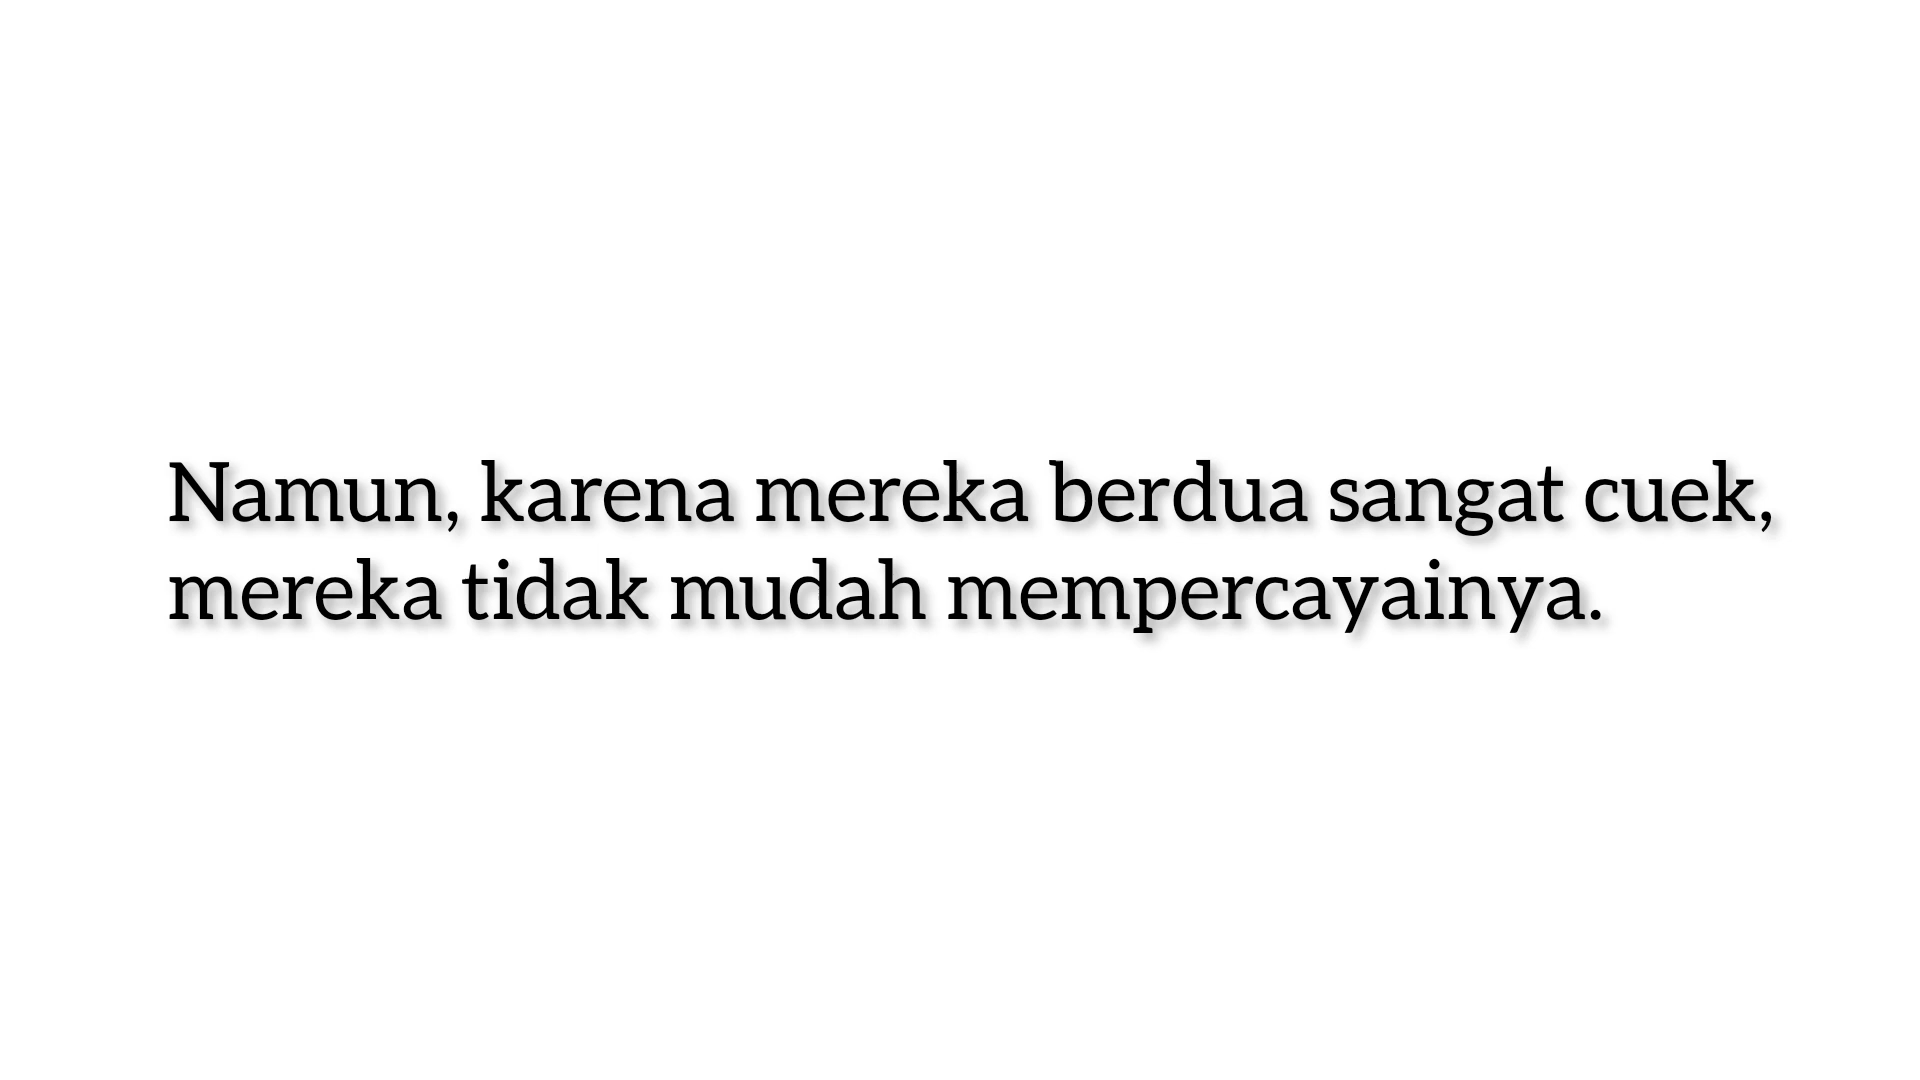 Namun, karena mereka berdua sangat cuek,
mereka tidak mudah mempercayainya.